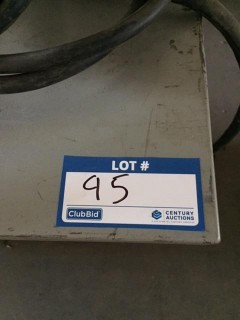 LOT #
95
ClubBid
CENTURY
AUCTIONS